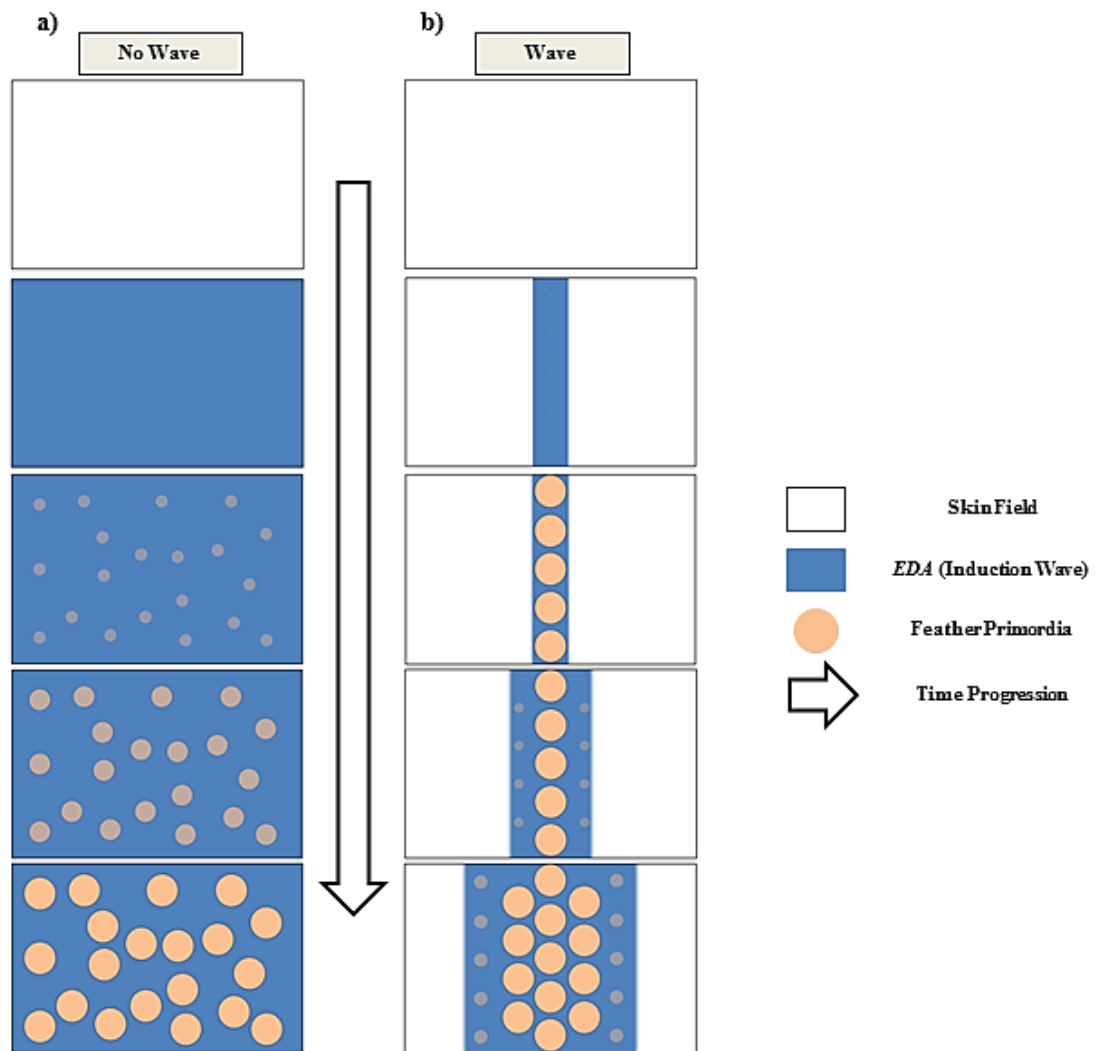 a)
No Wave
b)
Wave
Skin Field
EDA (Induction Wave)
Feather Primordia
Time Progression